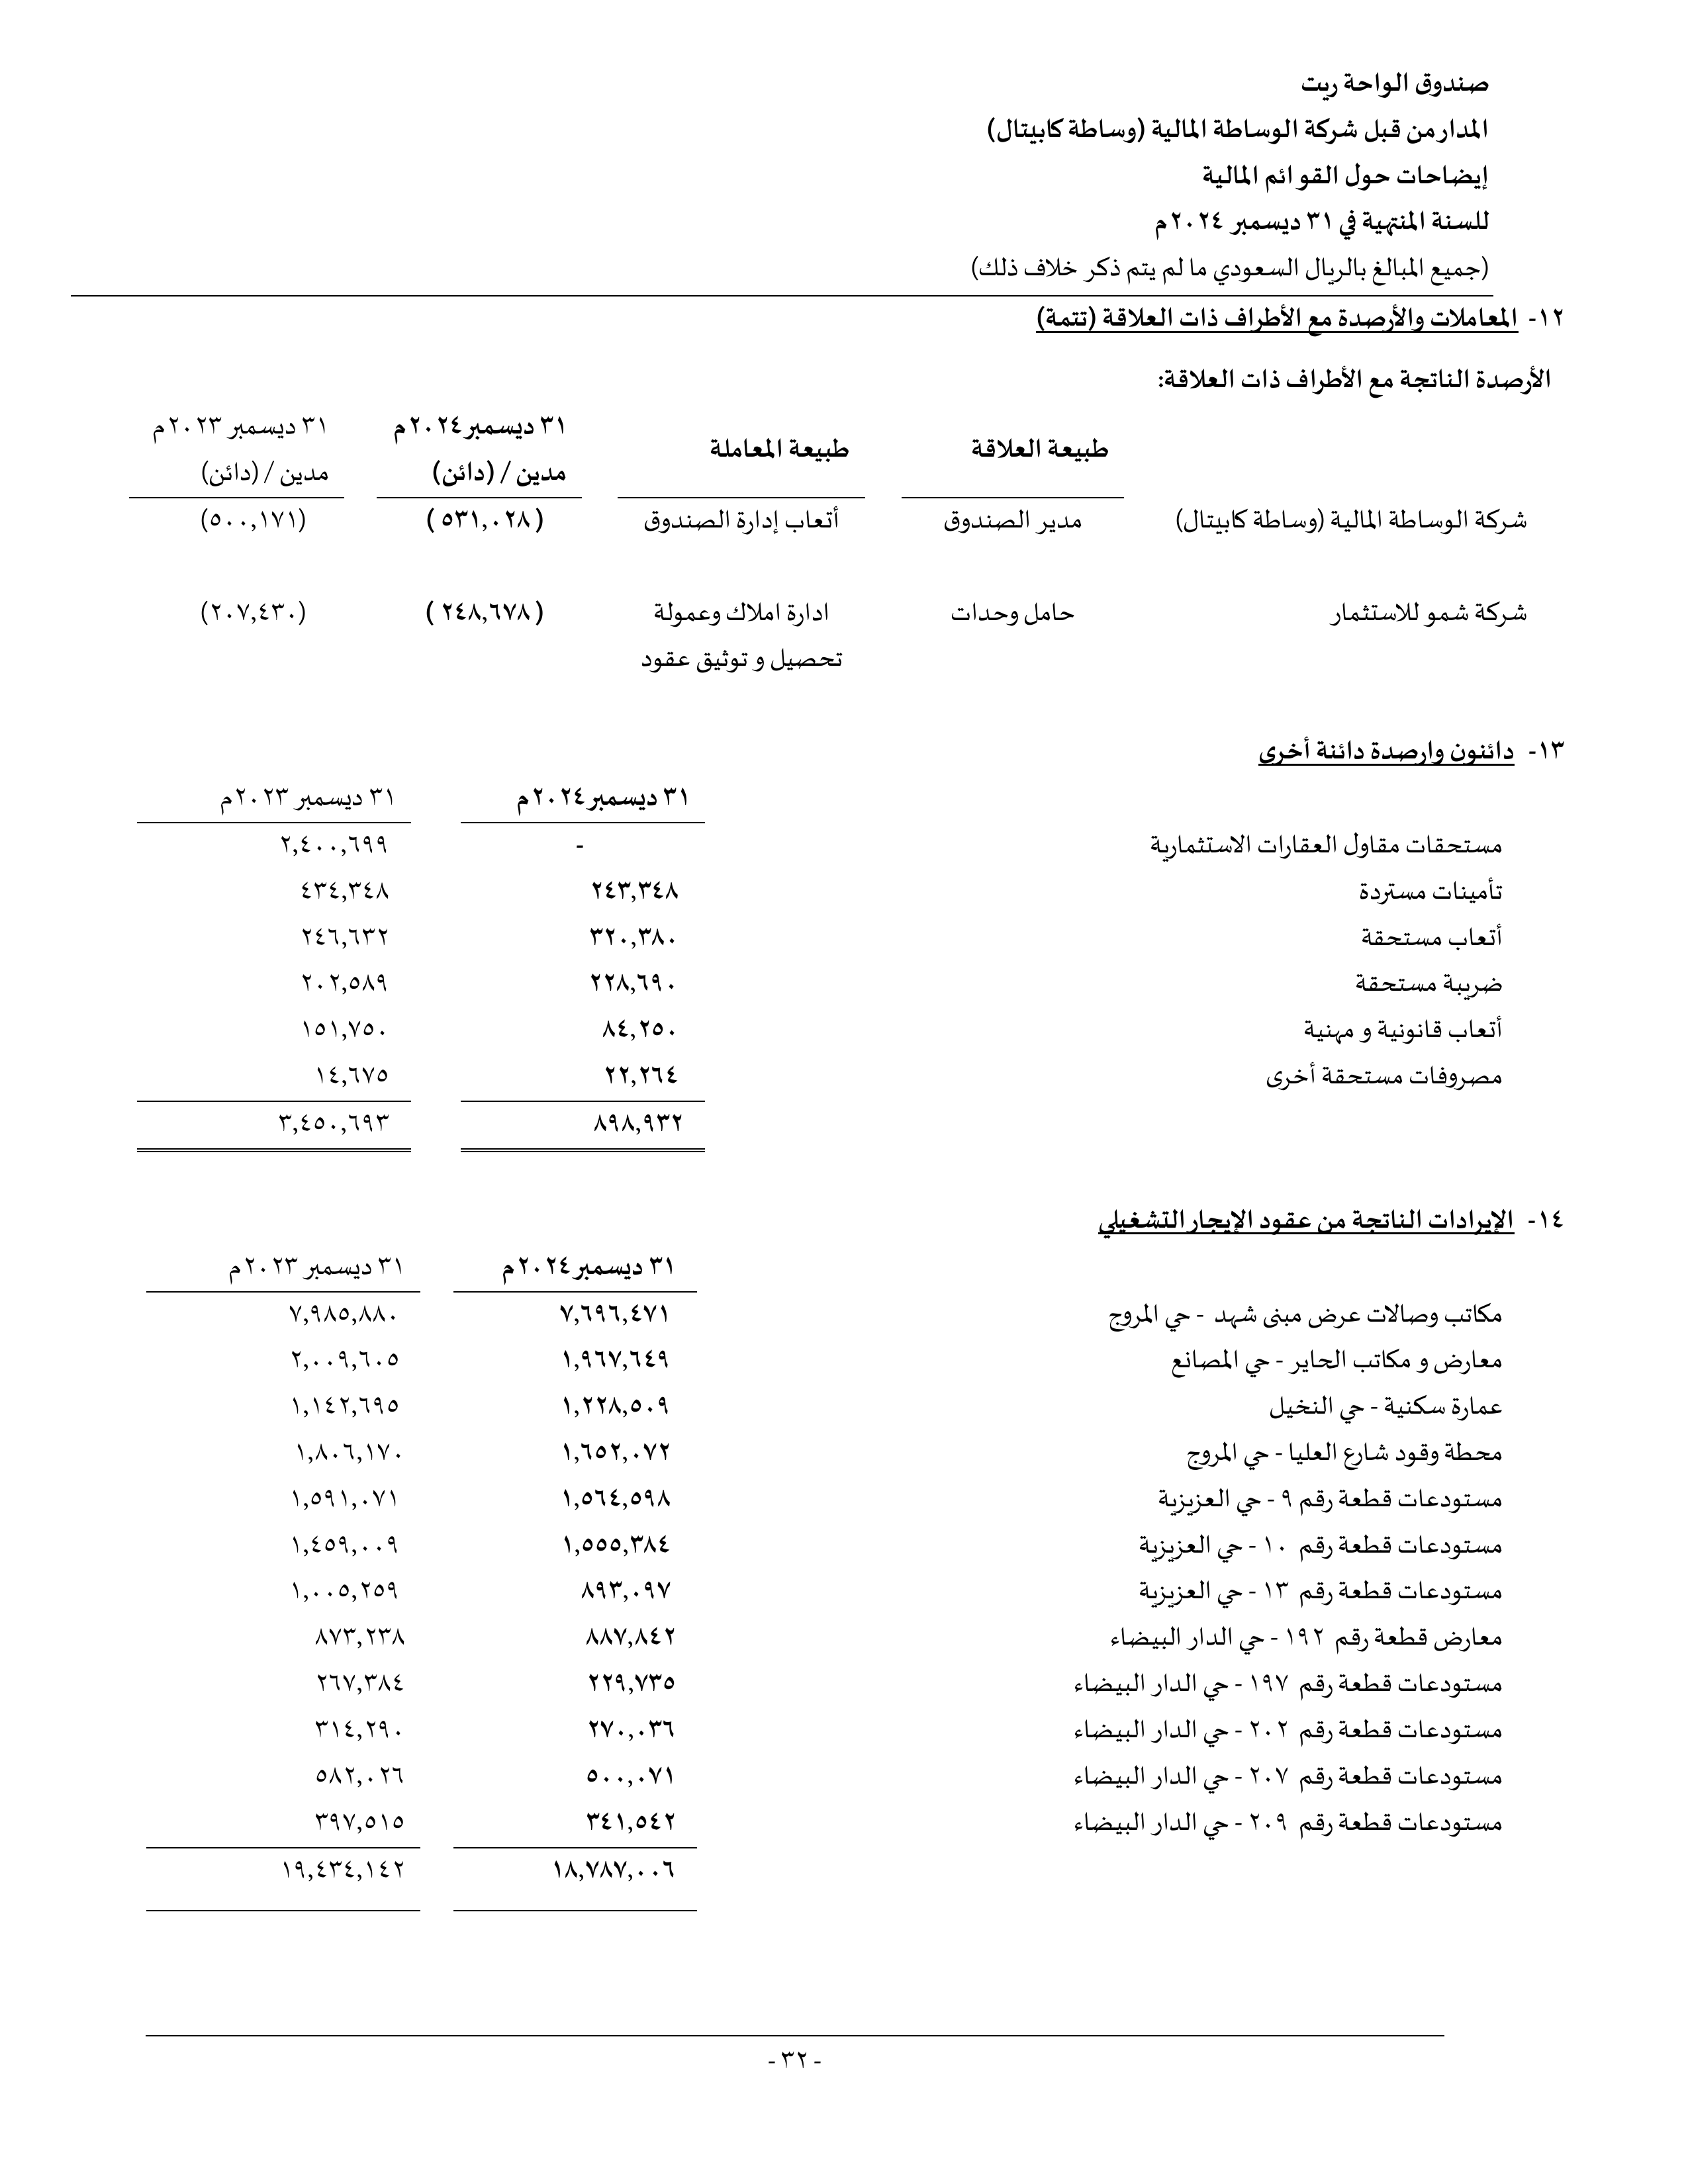 صندوق الواحة ريت
المدار من قبل شركة الوساطة المالية (وساطة كابيتال)
إيضاحات حول القوائم المالية
للسنة المنتهية في ٣١ ديسمبر ٢٠٢٤م
(جميع المبالغ بالريال السعودي ما لم يتم ذكر خلاف ذلك)
١٢- المعاملات والأرصدة مع الأطراف ذات العلاقة (تتمة)
الأرصدة الناتجة مع الأطراف ذات العلاقة:
طبيعة العلاقة طبيعة المعاملة ٣١ ديسمبر ٢٠٢٤م ٣١ ديسمبر ٢٠٢٣م
مدين / (دائن) مدين / (دائن)
شركة الوساطة المالية (وساطة كابيتال) مدير الصندوق أتعاب إدارة الصندوق (٥٣١,٠٢٨ ) (٥٠٠,١٧١)
شركة شمو للاستثمار حامل وحدات ادارة املاك وعمولة (٢٤٨,٦٧٨ ) (٢٠٧,٤٣٠)
تحصيل و توثيق عقود
١٣- دائنون وارصدة دائنة أخرى
٣١ ديسمبر ٢٠٢٤م ٣١ ديسمبر ٢٠٢٣م
مستحقات مقاول العقارات الاستثمارية - ٢,٤٠٠,٦٩٩
تأمينات مستردة ٢٤٣,٣٤٨ ٤٣٤,٣٤٨
أتعاب مستحقة ٣٢٠,٣٨٠ ٢٤٦,٦٣٢
ضريبة مستحقة ٢٢٨,٦٩٠ ٢٠٢,٥٨٩
أتعاب قانونية و مهنية ٨٤,٢٥٠ ١٥١,٧٥٠
مصروفات مستحقة أخرى ٢٢,٢٦٤ ١٤,٦٧٥
٨٩٨,٩٣٢ ٣,٤٥٠,٦٩٣
١٤- الإيرادات الناتجة من عقود الإيجار التشغيلي
٣١ ديسمبر ٢٠٢٤م ٣١ ديسمبر ٢٠٢٣م
مكاتب وصالات عرض مبنى شهد - حي المروج ٧,٦٩٦,٤٧١ ٧,٩٨٥,٨٨٠
معارض و مكاتب الحاير - حي المصانع ١,٩٦٧,٦٤٩ ٢,٠٠٩,٦٠٥
عمارة سكنية - حي النخيل ١,٢٢٨,٥٠٩ ١,١٤٢,٦٩٥
محطة وقود شارع العليا - حي المروج ١,٦٥٢,٠٧٢ ١,٨٠٦,١٧٠
مستودعات قطعة رقم ٩ - حي العزيزية ١,٥٦٤,٥٩٨ ١,٥٩١,٠٧١
مستودعات قطعة رقم ١٠ - حي العزيزية ١,٥٥٥,٣٨٤ ١,٤٥٩,٠٠٩
مستودعات قطعة رقم ١٣ - حي العزيزية ٨٩٣,٠٩٧ ١,٠٠٥,٢٥٩
معارض قطعة رقم ١٩٢ - حي الدار البيضاء ٨٨٧,٨٤٢ ٨٧٣,٢٣٨
مستودعات قطعة رقم ١٩٧ - حي الدار البيضاء ٢٢٩,٧٣٥ ٢٦٧,٣٨٤
مستودعات قطعة رقم ٢٠٢ - حي الدار البيضاء ٢٧٠,٠٣٦ ٣١٤,٢٩٠
مستودعات قطعة رقم ٢٠٧ - حي الدار البيضاء ٥٠٠,٠٧١ ٥٨٢,٠٢٦
مستودعات قطعة رقم ٢٠٩ - حي الدار البيضاء ٣٤١,٥٤٢ ٣٩٧,٥١٥
١٨,٧٨٧,٠٠٦ ١٩,٤٣٤,١٤٢
- ٣٢ -